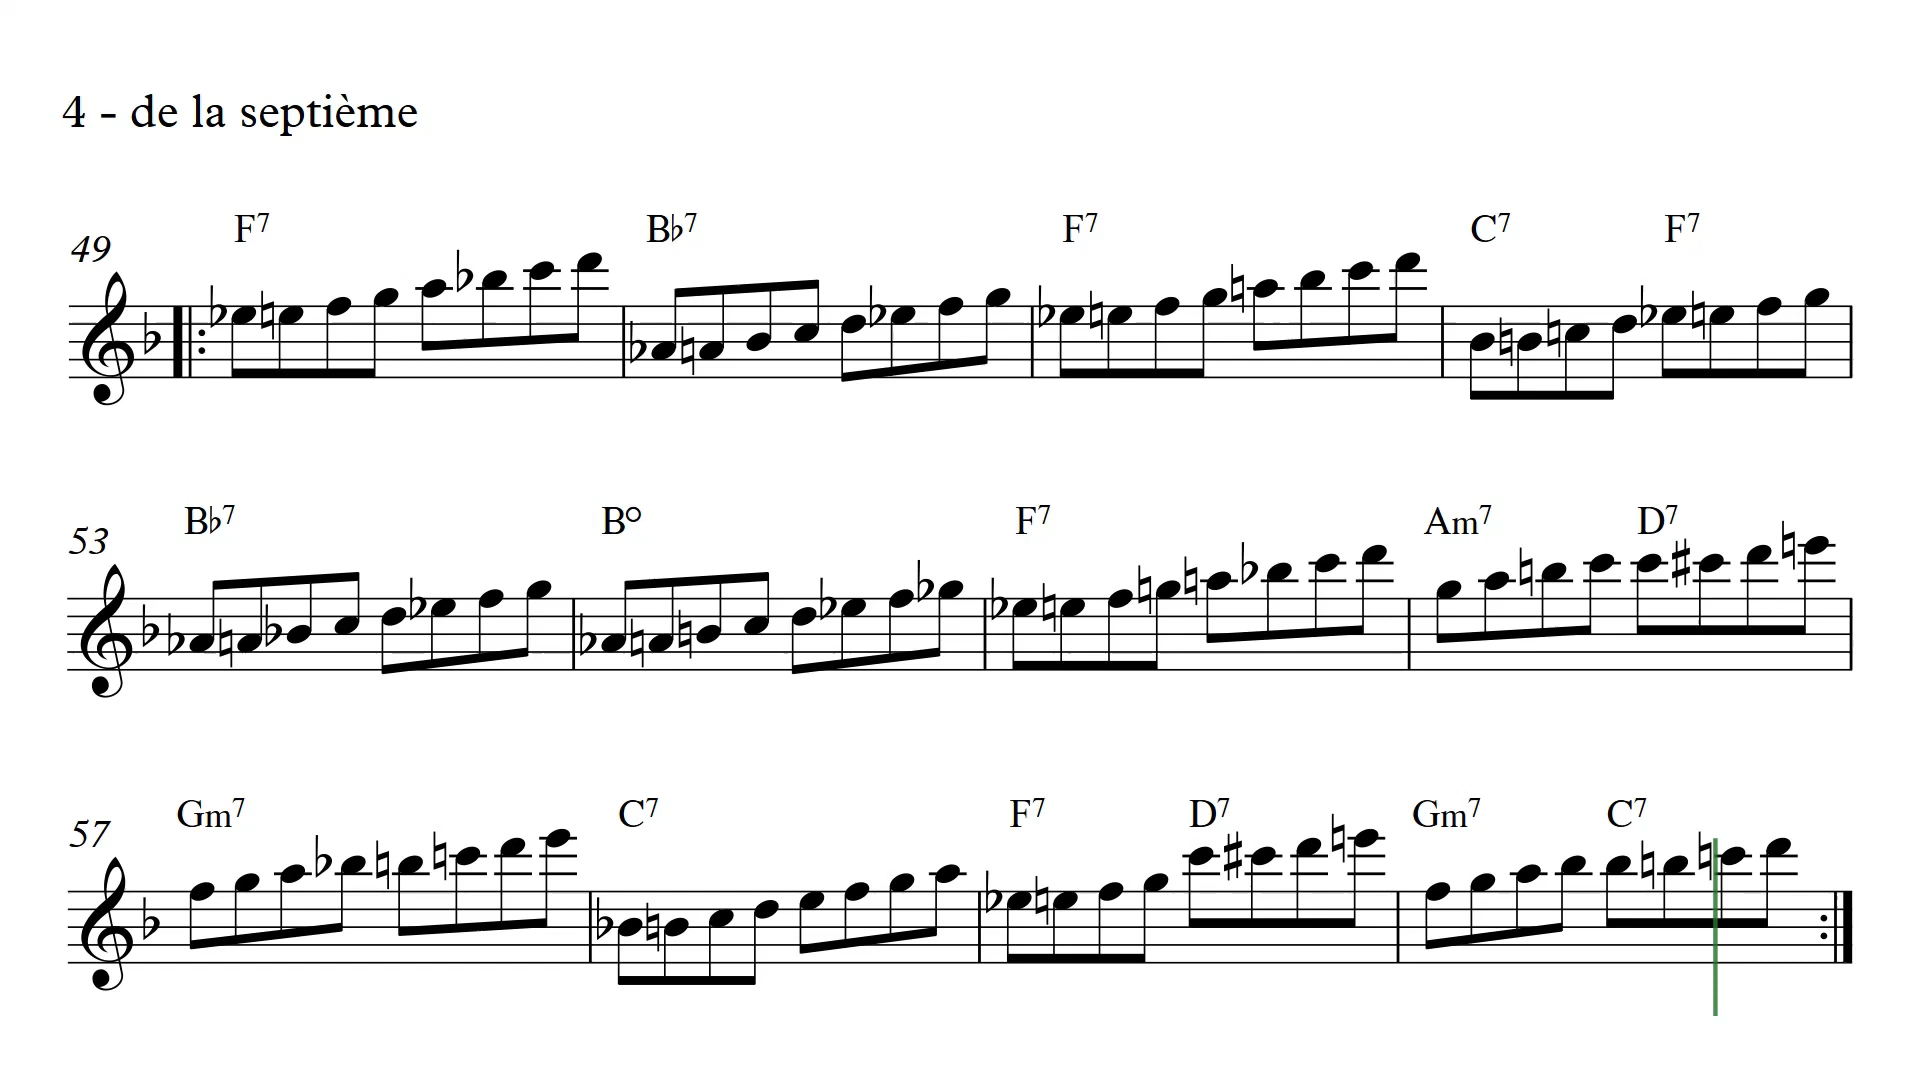 4 - de la septième
F7 B♭7 F7 C7 F7
49
B♭7 B° F7 Am7 D7
53
Gm7 C7 F7 D7 Gm7 C7
57